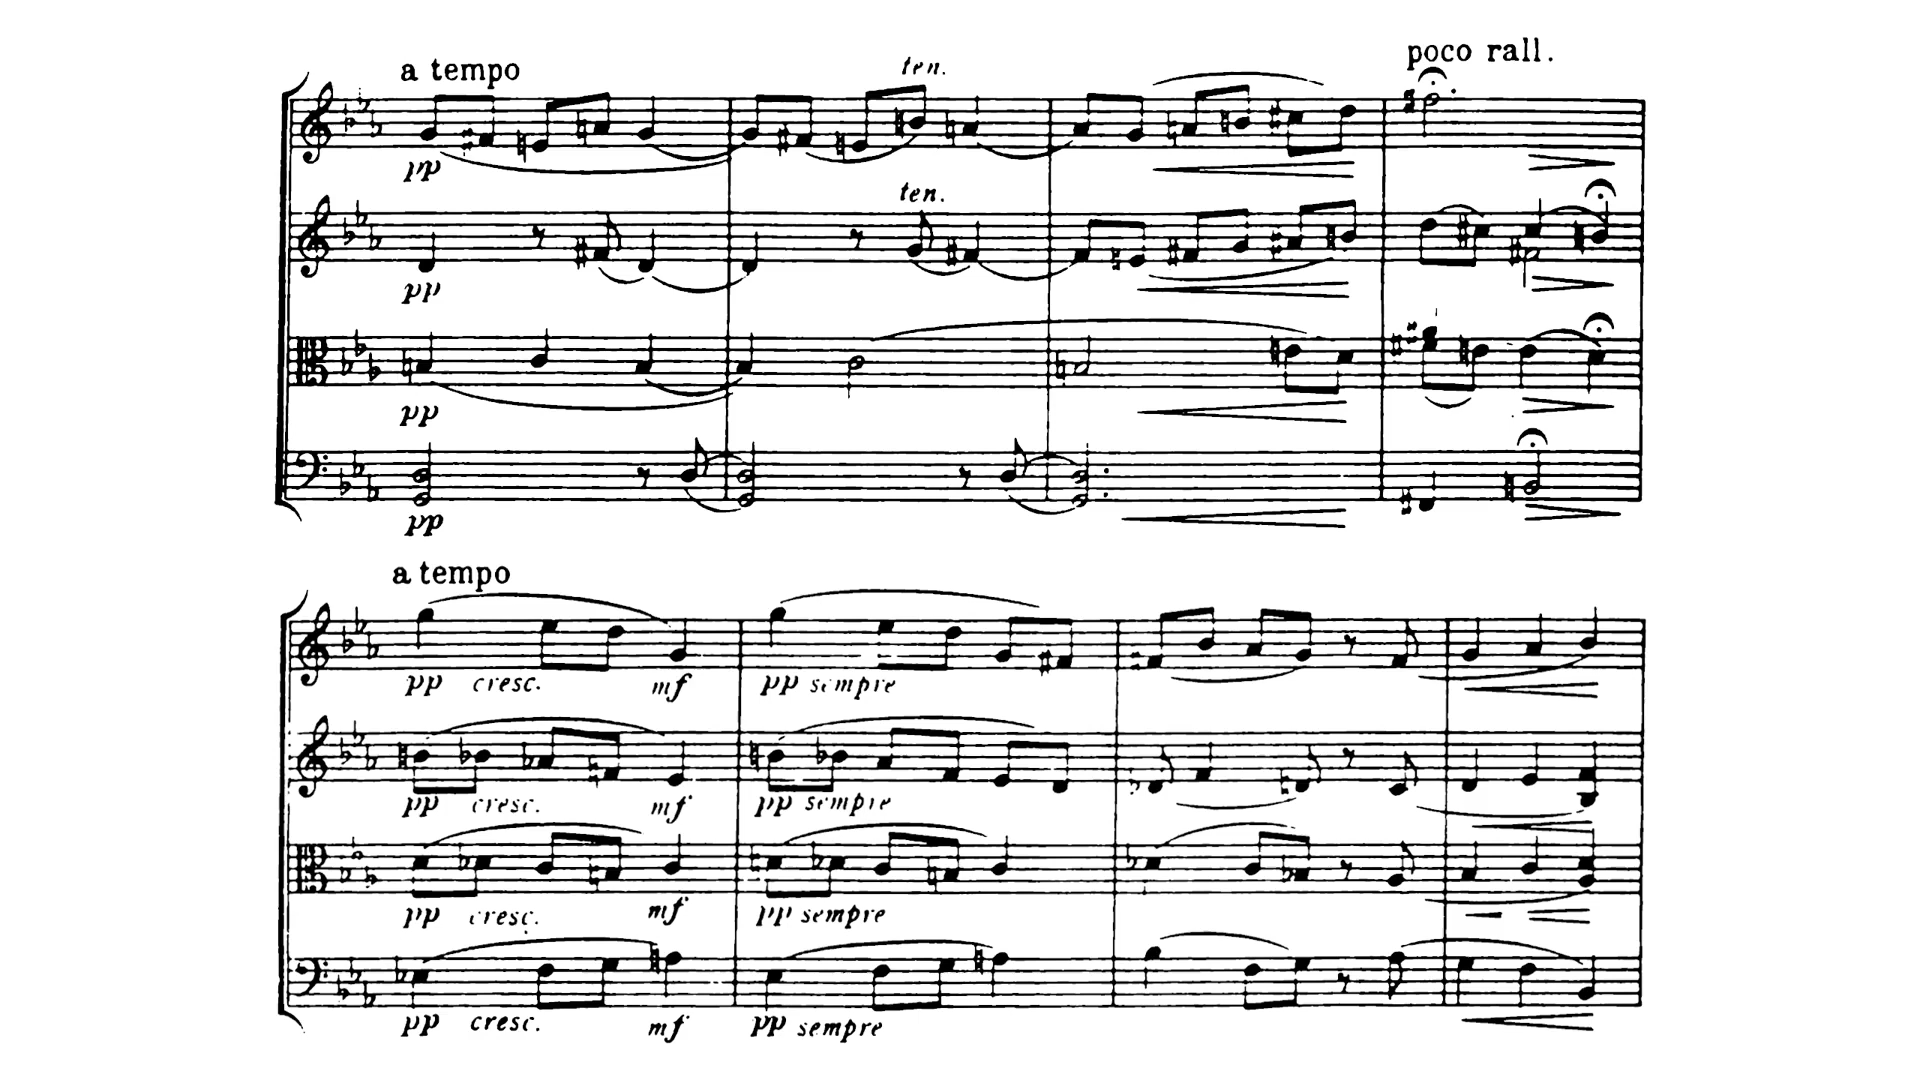 a tempo
poco rall.
ten.
pp
ten.
pp
pp
pp
a tempo
pp cresc. mf pp sempre
pp cresc. mf pp sempre
pp cresc. mf pp sempre
pp cresc. mf pp sempre